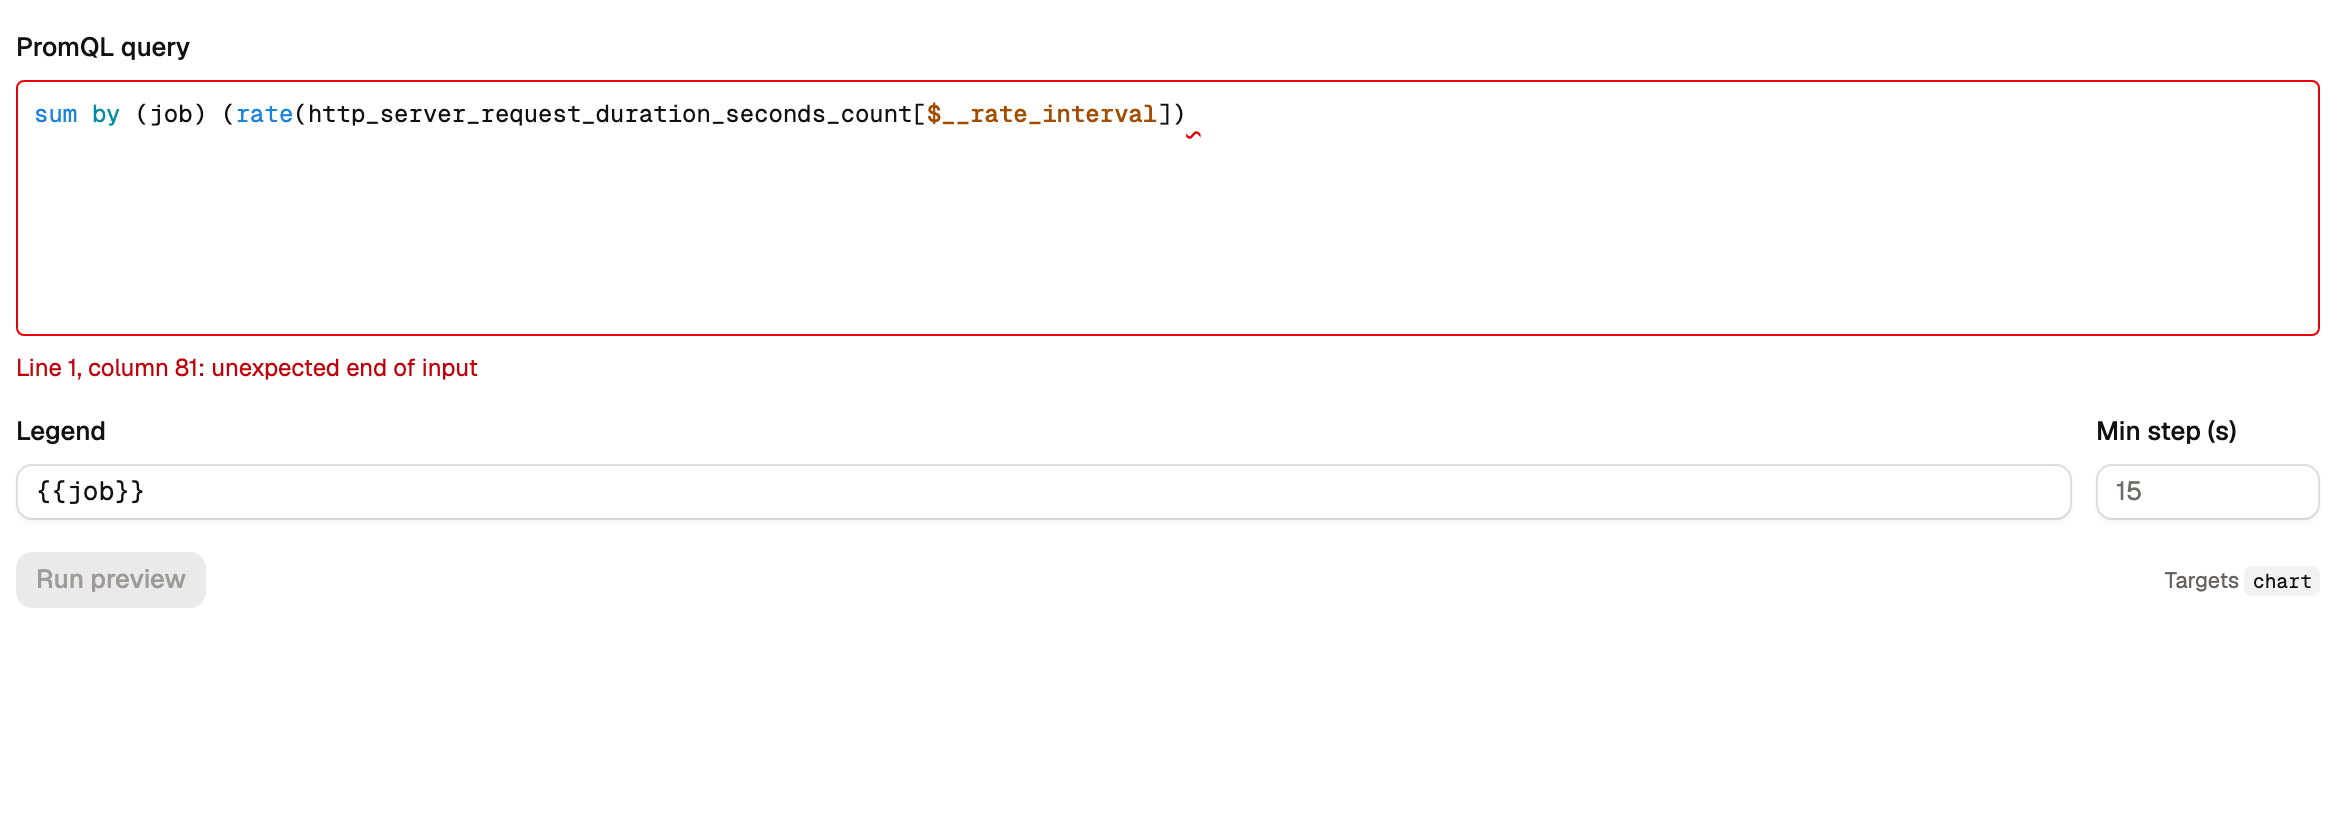 PromQL query
sum by (job) (rate(http_server_request_duration_seconds_count[$__rate_interval])
Line 1, column 81: unexpected end of input
Legend
Min step (s)
{{job}}
15
Run preview
Targets chart